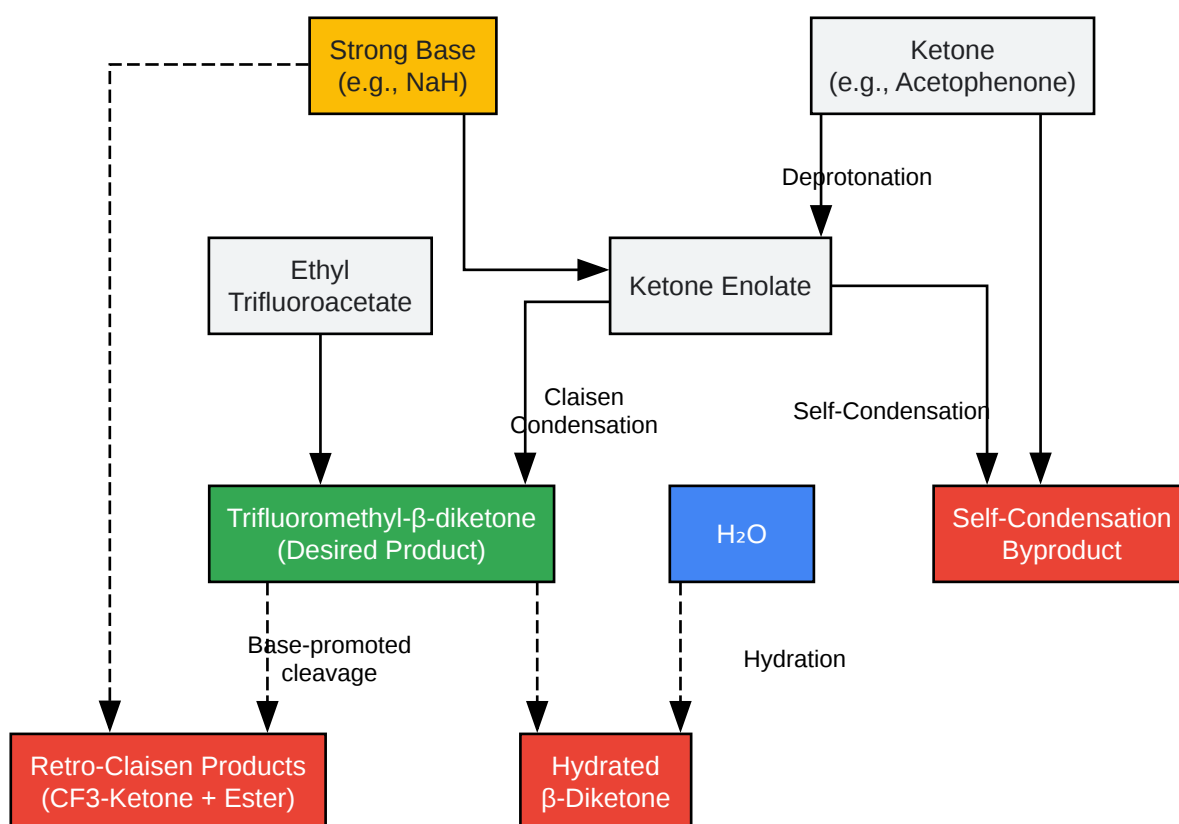 Strong Base
(e.g., NaH)
Ketone
(e.g., Acetophenone)
Deprotonation
Ethyl
Trifluoroacetate
Ketone Enolate
Claisen
Condensation
Self-Condensation
Trifluoromethyl-β-diketone
(Desired Product)
H₂O
Self-Condensation
Byproduct
Base-promoted
cleavage
Hydration
Retro-Claisen Products
(CF3-Ketone + Ester)
Hydrated
β-Diketone